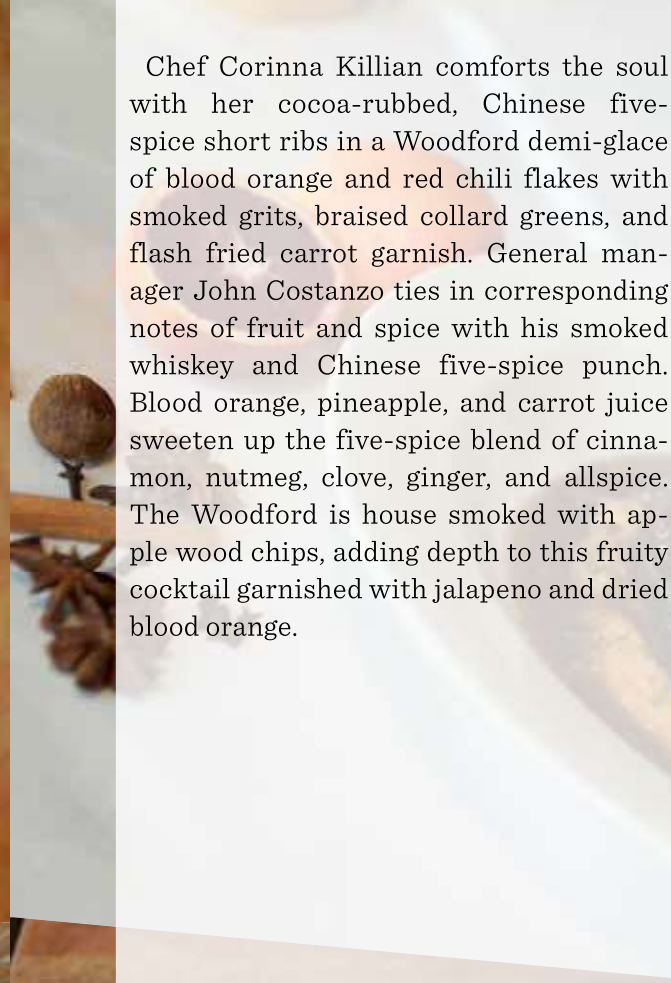 Chef Corinna Killian comforts the soul
with her cocoa-rubbed, Chinese five-
spice short ribs in a Woodford demi-glace
of blood orange and red chili flakes with
smoked grits, braised collard greens, and
flash fried carrot garnish. General man-
ager John Costanzo ties in corresponding
notes of fruit and spice with his smoked
whiskey and Chinese five-spice punch.
Blood orange, pineapple, and carrot juice
sweeten up the five-spice blend of cinna-
mon, nutmeg, clove, ginger, and allspice.
The Woodford is house smoked with ap-
ple wood chips, adding depth to this fruity
cocktail garnished with jalapeno and dried
blood orange.